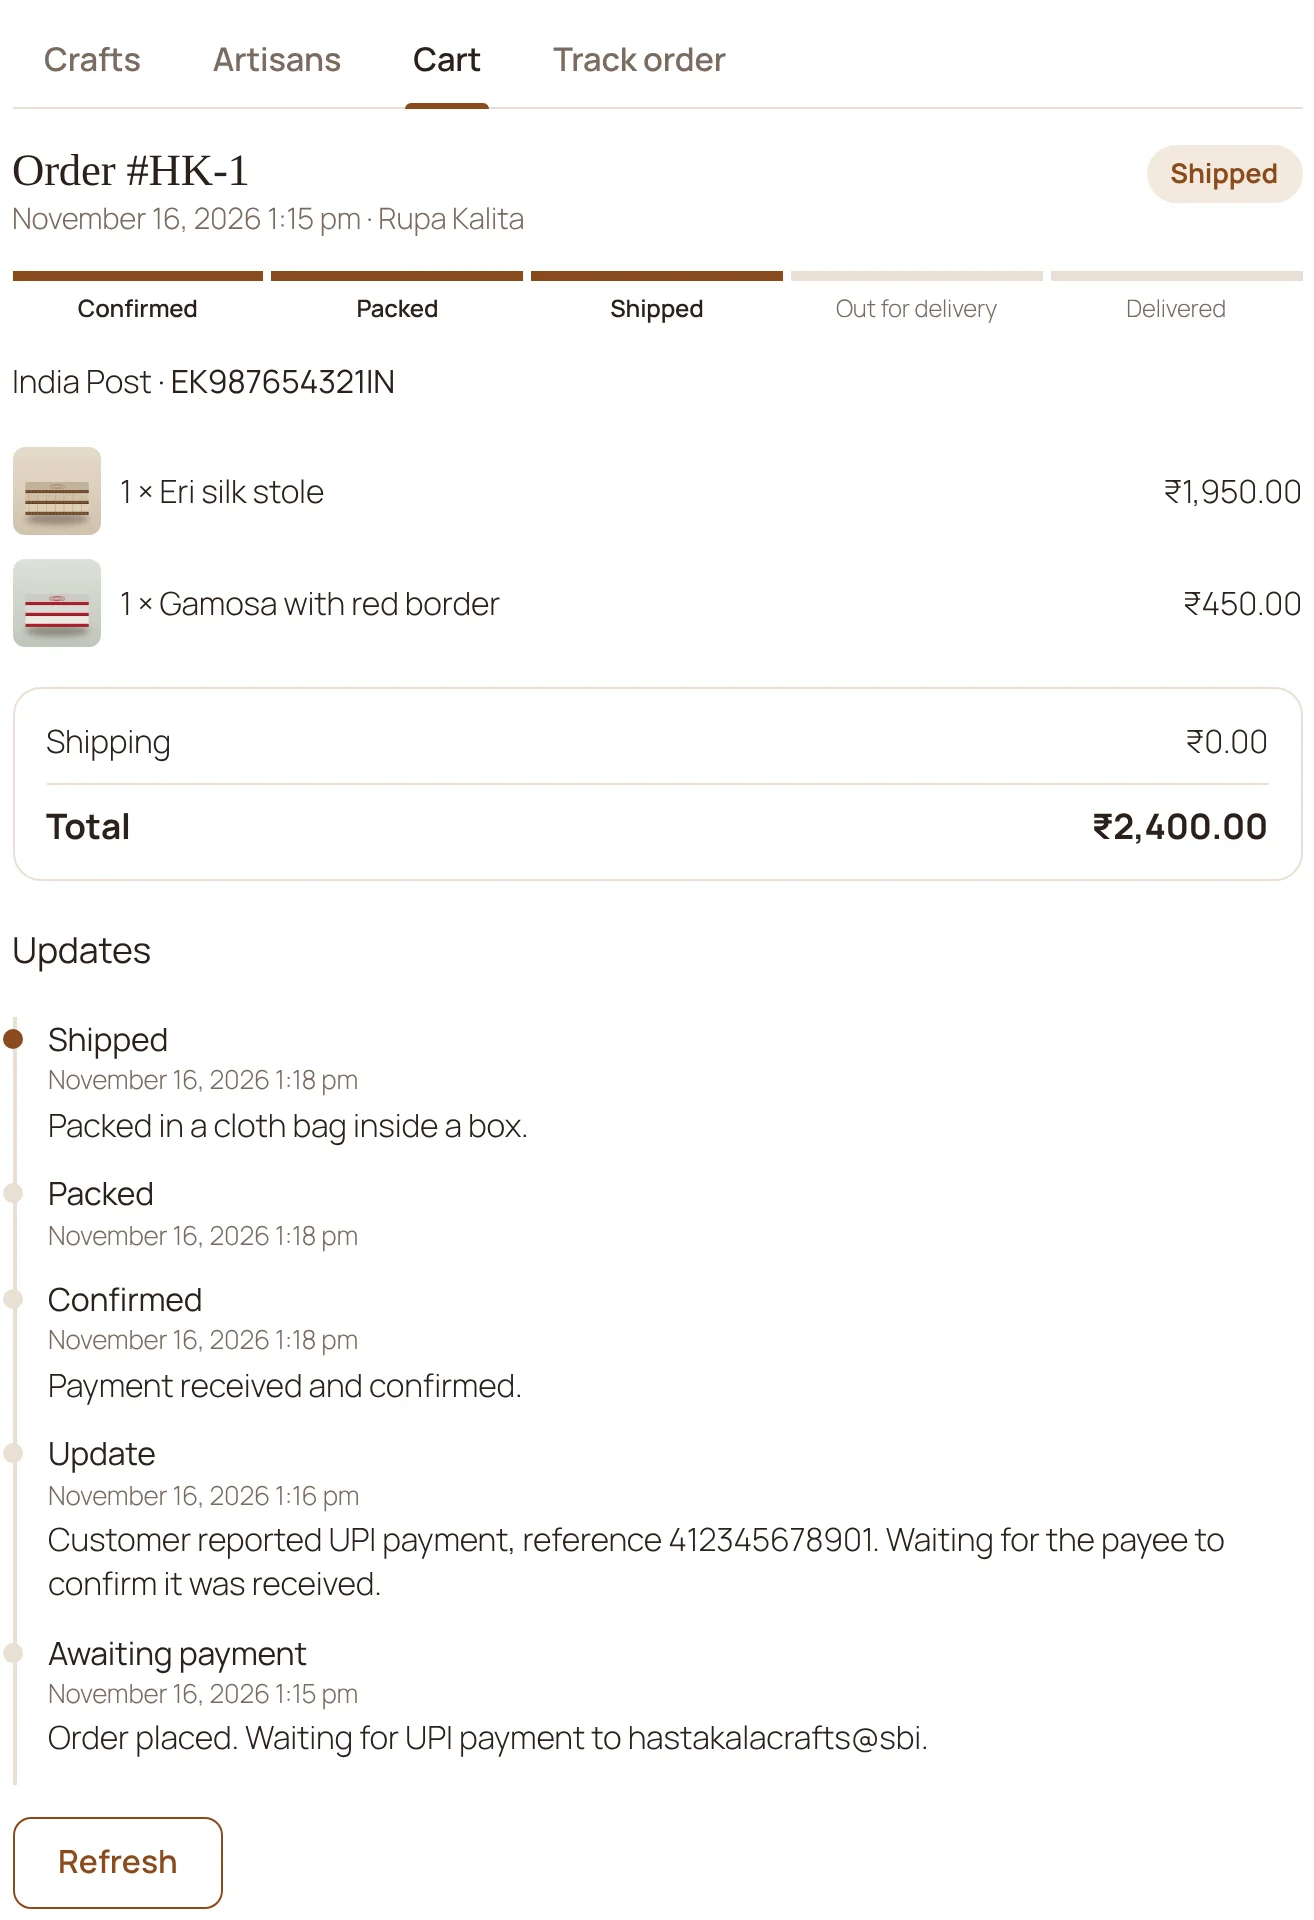 Crafts Artisans Cart Track order
Order #HK-1
Shipped
November 16, 2026 1:15 pm · Rupa Kalita
Confirmed Packed Shipped Out for delivery Delivered
India Post · EK987654321IN
1 × Eri silk stole ₹1,950.00
1 × Gamosa with red border ₹450.00
Shipping ₹0.00
Total ₹2,400.00
Updates
Shipped
November 16, 2026 1:18 pm
Packed in a cloth bag inside a box.
Packed
November 16, 2026 1:18 pm
Confirmed
November 16, 2026 1:18 pm
Payment received and confirmed.
Update
November 16, 2026 1:16 pm
Customer reported UPI payment, reference 412345678901. Waiting for the payee to
confirm it was received.
Awaiting payment
November 16, 2026 1:15 pm
Order placed. Waiting for UPI payment to hastakalacrafts@sbi.
Refresh